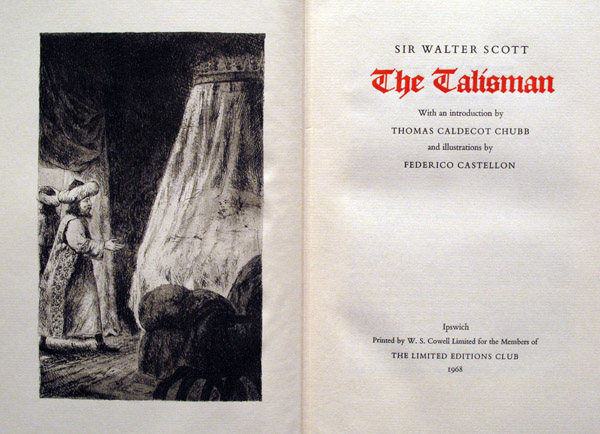 SIR WALTER SCOTT
The Talisman
With an introduction by
THOMAS CALDECOT CHUBB
and illustrations by
FEDERICO CASTELLON
Ipswich
Printed by W. S. Cowell Limited for the Members of
THE LIMITED EDITIONS CLUB
1968